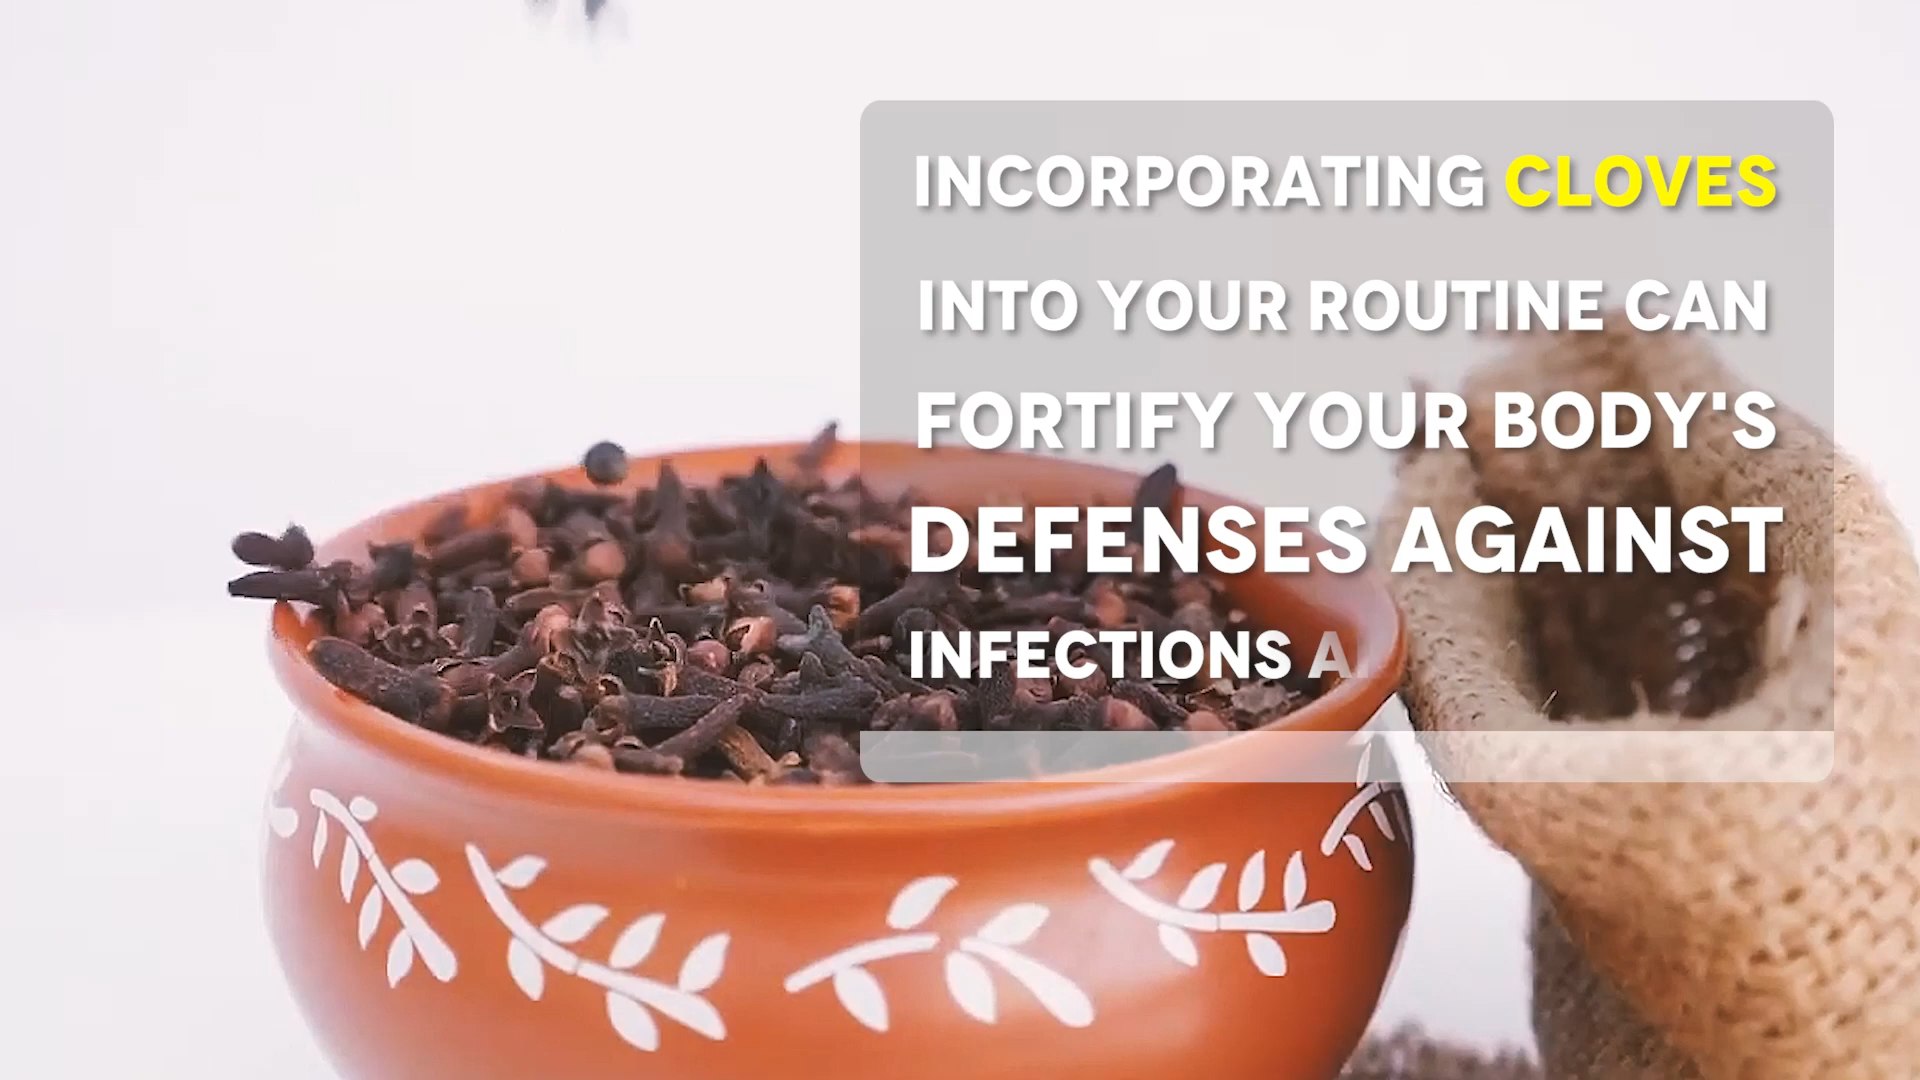 INCORPORATING CLOVES
INTO YOUR ROUTINE CAN
FORTIFY YOUR BODY'S
DEFENSES AGAINST
INFECTIONS A